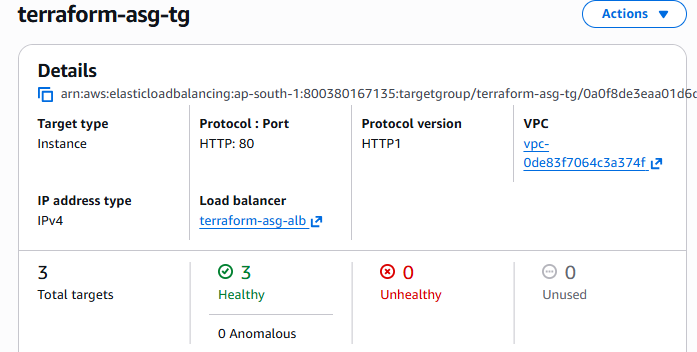 terraform-asg-tg
Actions
Details
arn:aws:elasticloadbalancing:ap-south-1:800380167135:targetgroup/terraform-asg-tg/0a0f8de3eaa01d6c
Target type
Instance
Protocol : Port
HTTP: 80
Protocol version
HTTP1
VPC
vpc-
0de83f7064c3a374f
IP address type
IPv4
Load balancer
terraform-asg-alb
3
Total targets
3
Healthy
0 Anomalous
0
Unhealthy
0
Unused